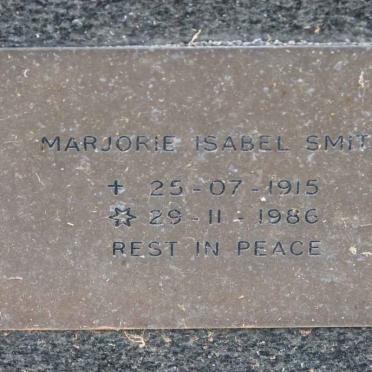 MARJORIE ISABEL SMIT
✝ 25-07-1915
✡ 29-11-1986
REST IN PEACE